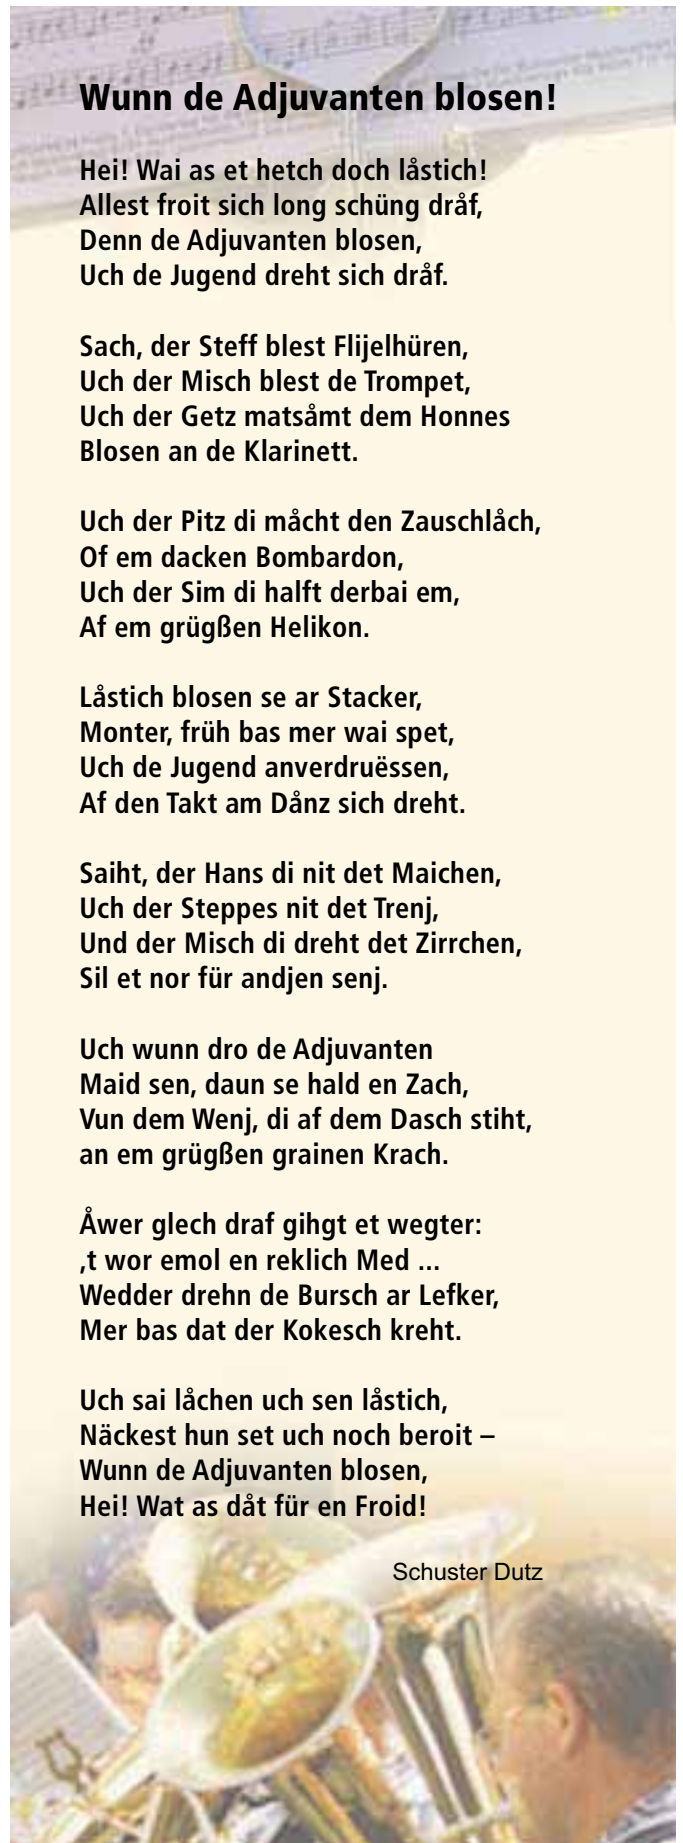 Wunn de Adjuvanten blosen!
Hei! Wai as et hetch doch låstich!
Allest froit sich long schüng dråf,
Denn de Adjuvanten blosen,
Uch de Jugend dreht sich dråf.
Sach, der Steff blest Flijelhüren,
Uch der Misch blest de Trompet,
Uch der Getz matsåmt dem Honnes
Blosen an de Klarinett.
Uch der Pitz di måcht den Zauschlåch,
Of em dacken Bombardon,
Uch der Sim di halft derbai em,
Af em grügßen Helikon.
Låstich blosen se ar Stacker,
Monter, früh bas mer wai spet,
Uch de Jugend anverdruëssen,
Af den Takt am Dånz sich dreht.
Saiht, der Hans di nit det Maichen,
Uch der Steppes nit det Trenj,
Und der Misch di dreht det Zirrchen,
Sil et nor für andjen senj.
Uch wunn dro de Adjuvanten
Maid sen, daun se hald en Zach,
Vun dem Wenj, di af dem Dasch stiht,
an em grügßen grainen Krach.
Åwer glech draf gihgt et wegter:
‚t wor emol en reklich Med ...
Wedder drehn de Bursch ar Lefker,
Mer bas dat der Kokesch kreht.
Uch sai låchen uch sen låstich,
Näckest hun set uch noch beroit –
Wunn de Adjuvanten blosen,
Hei! Wat as dåt für en Froid!
Schuster Dutz